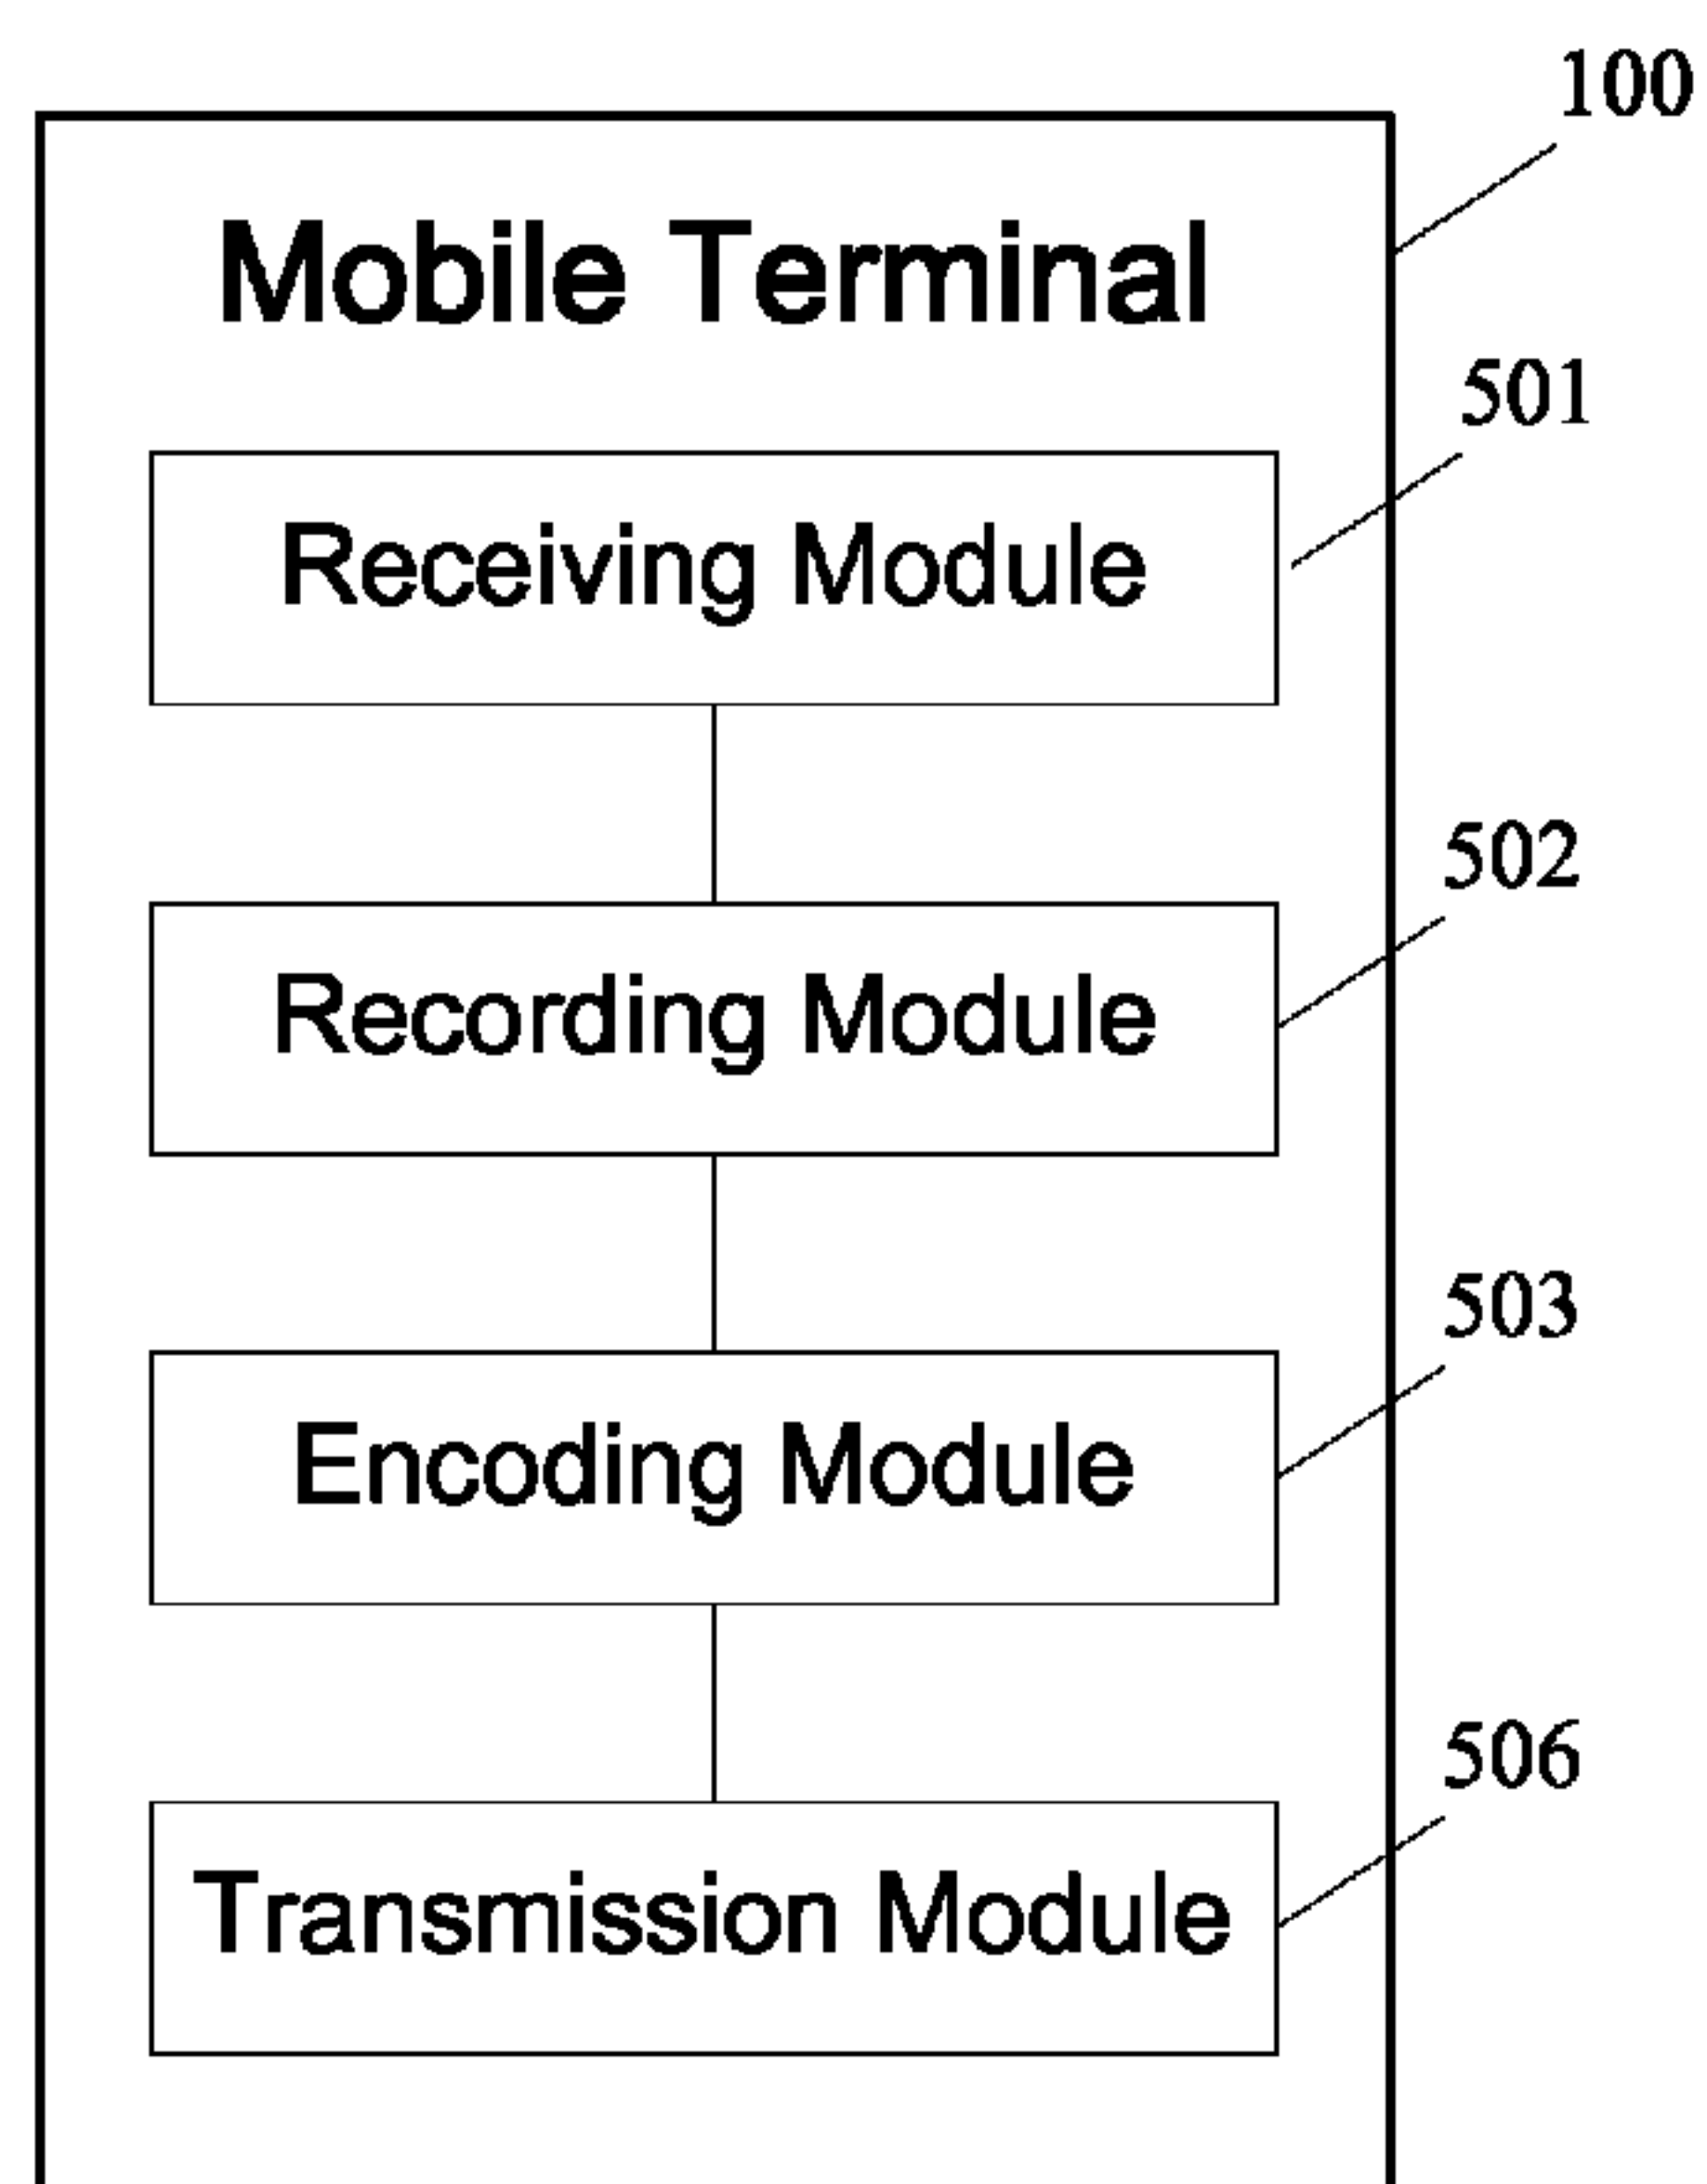 100
Mobile Terminal
501
Receiving Module
502
Recording Module
503
Encoding Module
506
Transmission Module